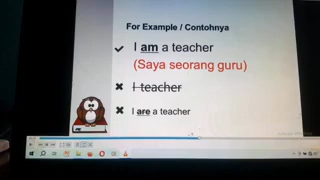 For Example / Contohnya
I am a teacher
(Saya seorang guru)
I teacher
I are a teacher